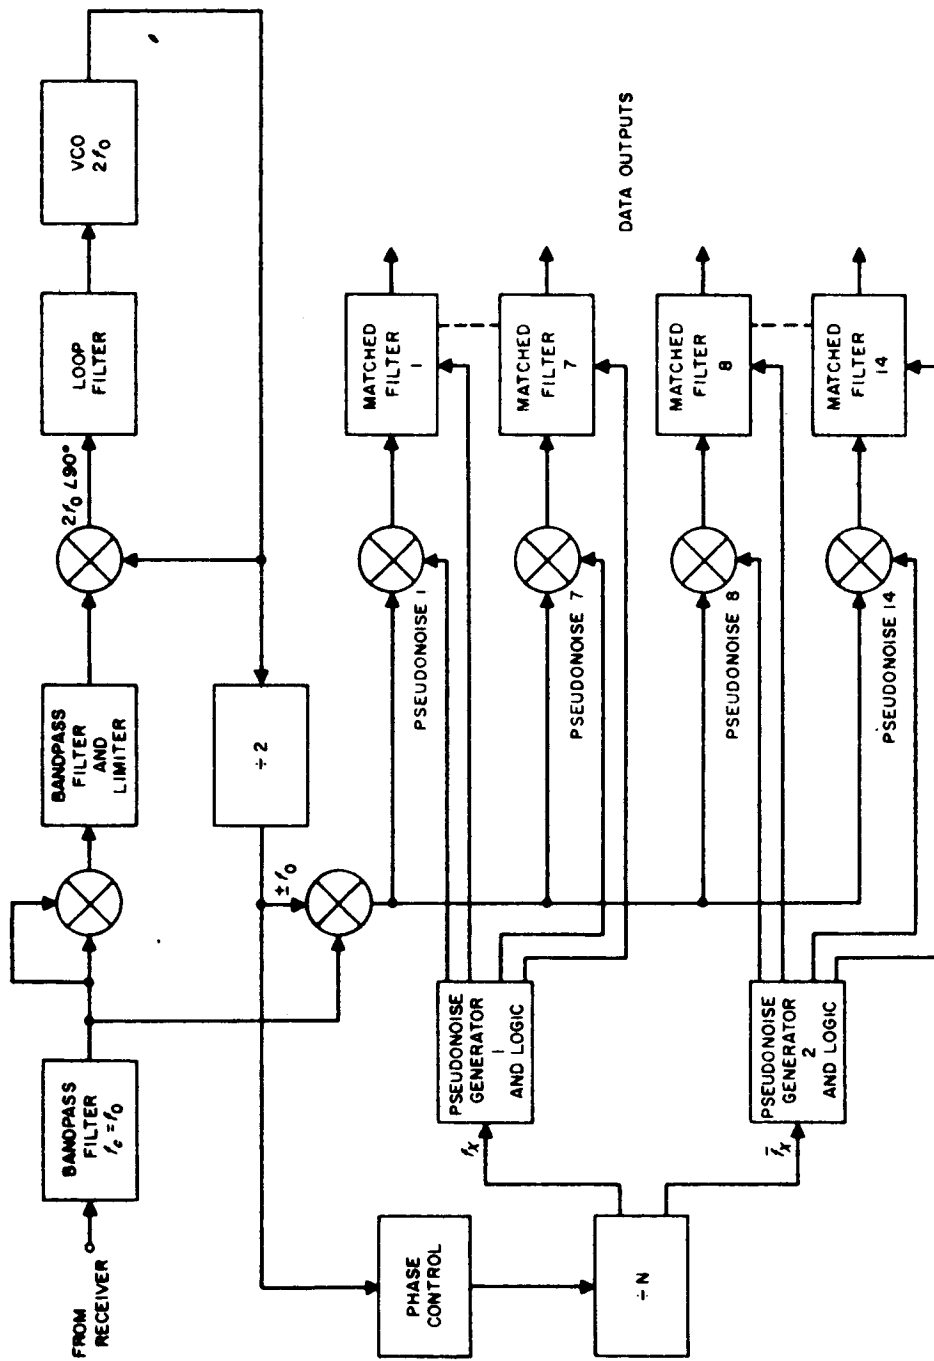 FROM
RECEIVER
BANDPASS
FILTER
fc = f0
BANDPASS
FILTER
AND
LIMITER
2f0 ∠90°
LOOP
FILTER
VCO
2f0
÷ 2
± f0
PHASE
CONTROL
÷ N
fX
f̄X
PSEUDONOISE
GENERATOR
1
AND LOGIC
PSEUDONOISE
GENERATOR
2
AND LOGIC
PSEUDONOISE 1
PSEUDONOISE 7
PSEUDONOISE 8
PSEUDONOISE 14
MATCHED
FILTER
1
MATCHED
FILTER
7
MATCHED
FILTER
8
MATCHED
FILTER
14
DATA OUTPUTS